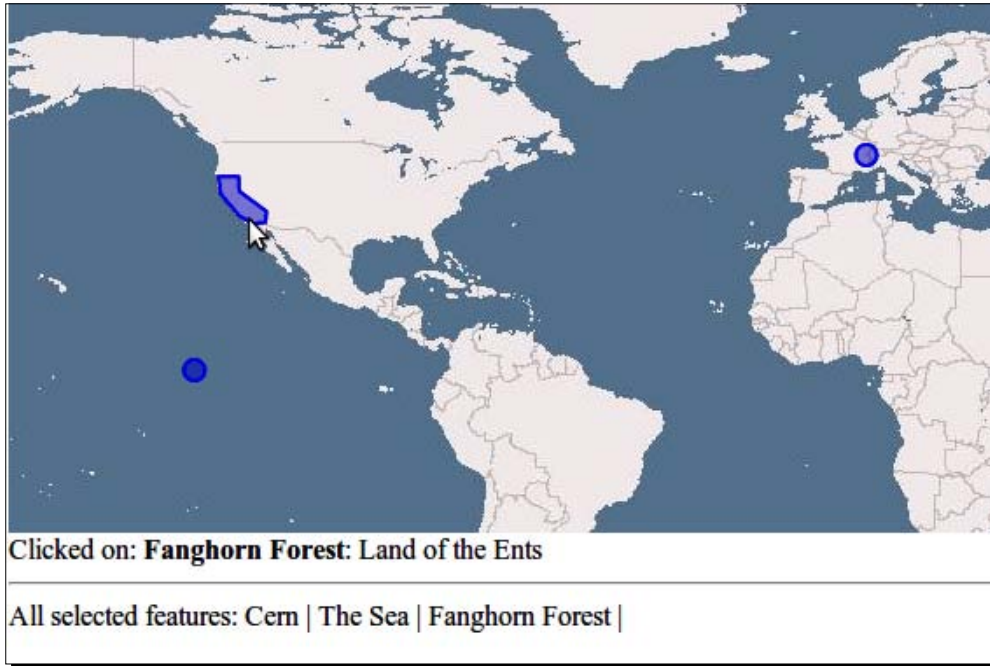 Clicked on: Fanghorn Forest: Land of the Ents
All selected features: Cern | The Sea | Fanghorn Forest |